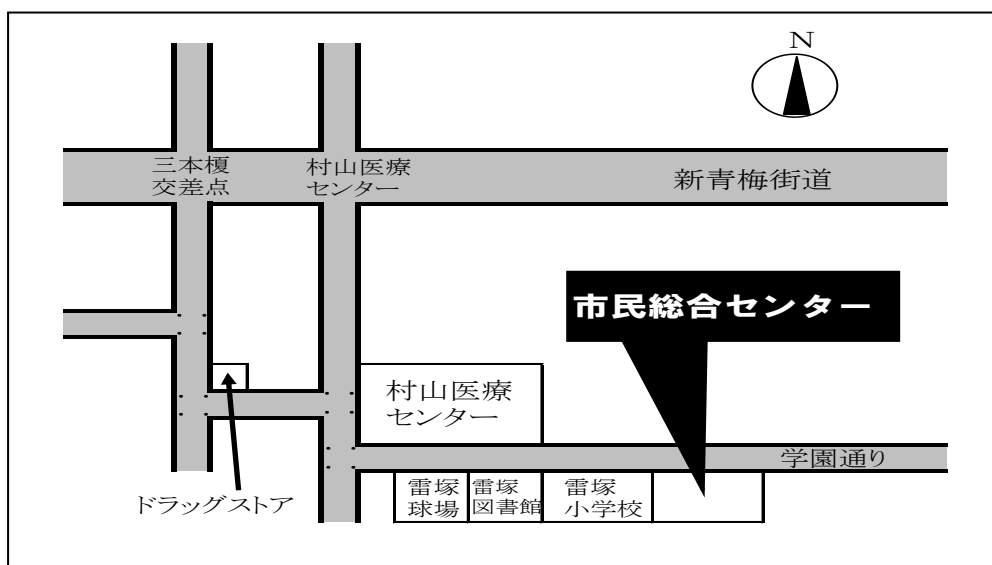 N
三本榎
交差点
村山医療
センター
新青梅街道
市民総合センター
村山医療
センター
学園通り
ドラッグストア
雷塚
球場
雷塚
図書館
雷塚
小学校